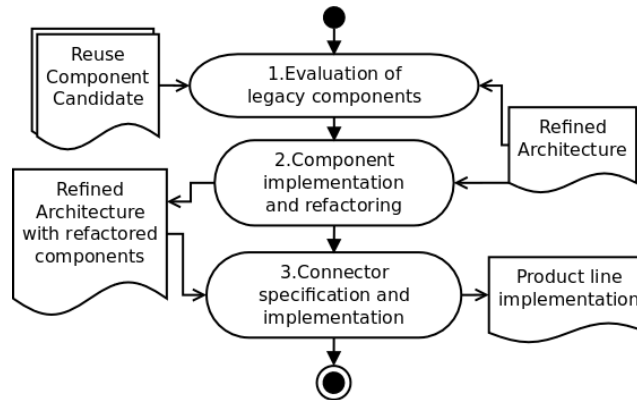 Reuse
Component
Candidate
1.Evaluation of
legacy components
Refined
Architecture
2.Component
implementation
and refactoring
Refined
Architecture
with refactored
components
3.Connector
specification and
implementation
Product line
implementation